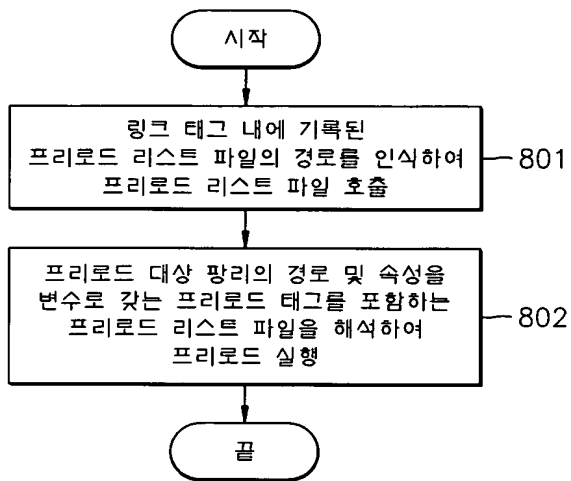 시작
링크 태그 내에 기록된
프리로드 리스트 파일의 경로를 인식하여
프리로드 리스트 파일 호출
801
프리로드 대상 팡리의 경로 및 속성을
변수로 갖는 프리로드 태그를 포함하는
프리로드 리스트 파일을 해석하여
프리로드 실행
802
끝